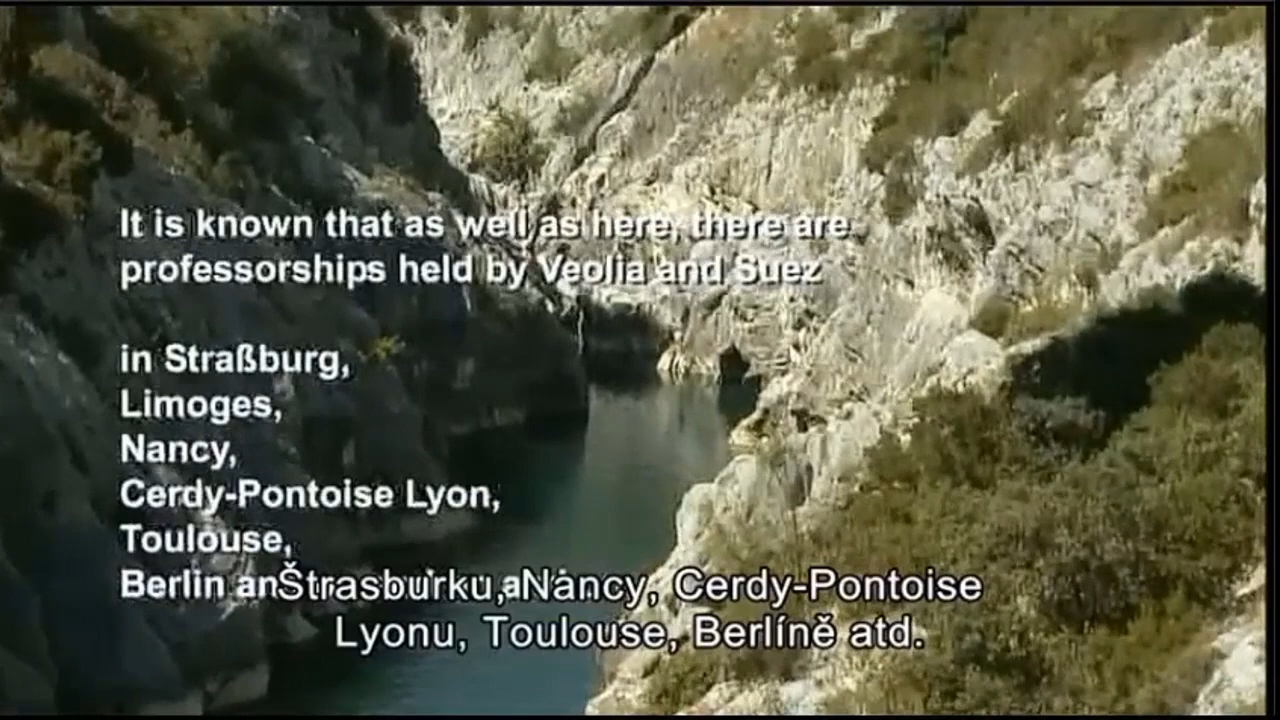 It is known that as well as here, there are
professorships held by Veolia and Suez
in Straßburg,
Limoges,
Nancy,
Cerdy-Pontoise Lyon,
Toulouse,
Berlin
Štrasburku, Nancy, Cerdy-Pontoise
Lyonu, Toulouse, Berlíně atd.